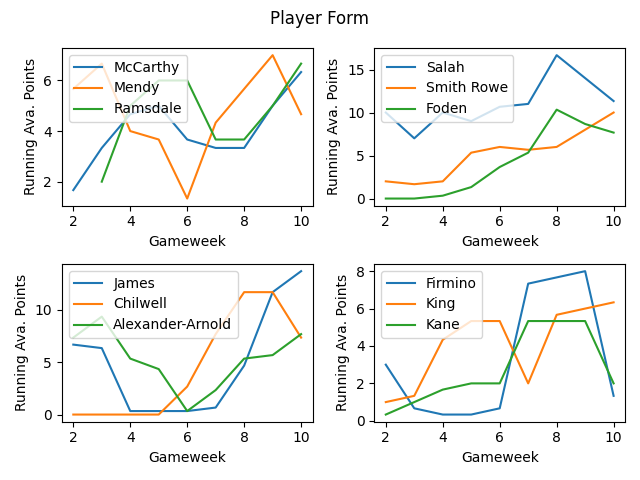 Player Form
Running Ava. Points
6
4
2
McCarthy
Mendy
Ramsdale
2 4 6 8 10
Gameweek
Running Ava. Points
15
10
5
0
Salah
Smith Rowe
Foden
2 4 6 8 10
Gameweek
Running Ava. Points
10
5
0
James
Chilwell
Alexander-Arnold
2 4 6 8 10
Gameweek
Running Ava. Points
8
6
4
2
0
Firmino
King
Kane
2 4 6 8 10
Gameweek